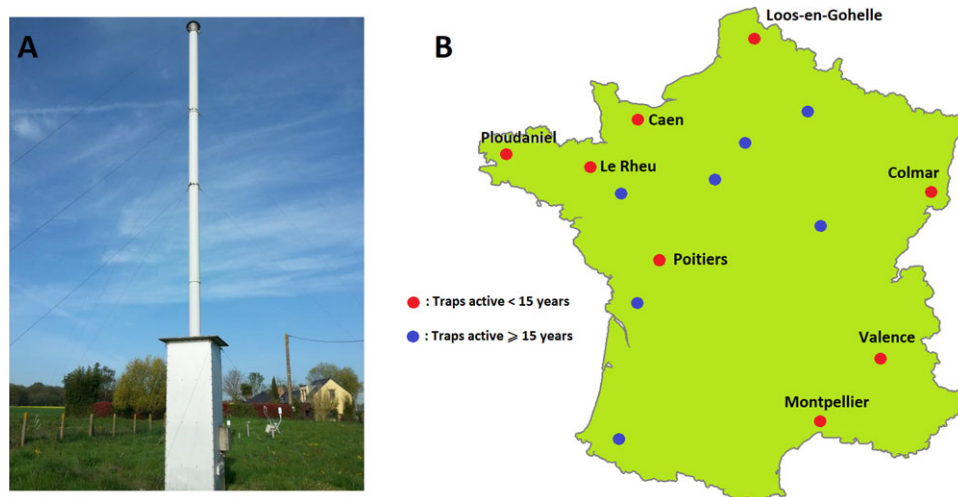 A
B
Loos-en-Gohelle
Caen
Ploudaniel
Le Rheu
Colmar
Poitiers
: Traps active < 15 years
: Traps active ⩾ 15 years
Valence
Montpellier